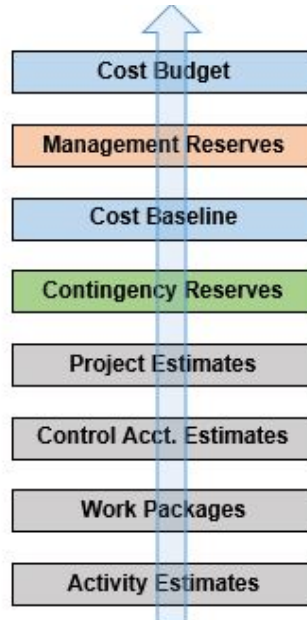 Cost Budget
Management Reserves
Cost Baseline
Contingency Reserves
Project Estimates
Control Acct. Estimates
Work Packages
Activity Estimates